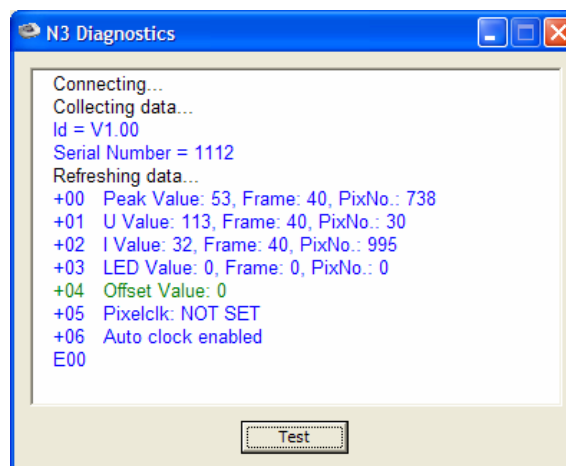 N3 Diagnostics
Connecting...
Collecting data...
Id = V1.00
Serial Number = 1112
Refreshing data...
+00 Peak Value: 53, Frame: 40, PixNo.: 738
+01 U Value: 113, Frame: 40, PixNo.: 30
+02 I Value: 32, Frame: 40, PixNo.: 995
+03 LED Value: 0, Frame: 0, PixNo.: 0
+04 Offset Value: 0
+05 Pixelclk: NOT SET
+06 Auto clock enabled
E00
Test